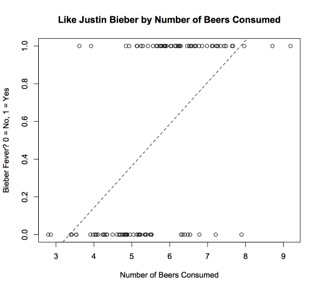 Like Justin Bieber by Number of Beers Consumed
Bieber Fever? 0 = No, 1 = Yes
1.0
0.8
0.6
0.4
0.2
0.0
3 4 5 6 7 8 9
Number of Beers Consumed